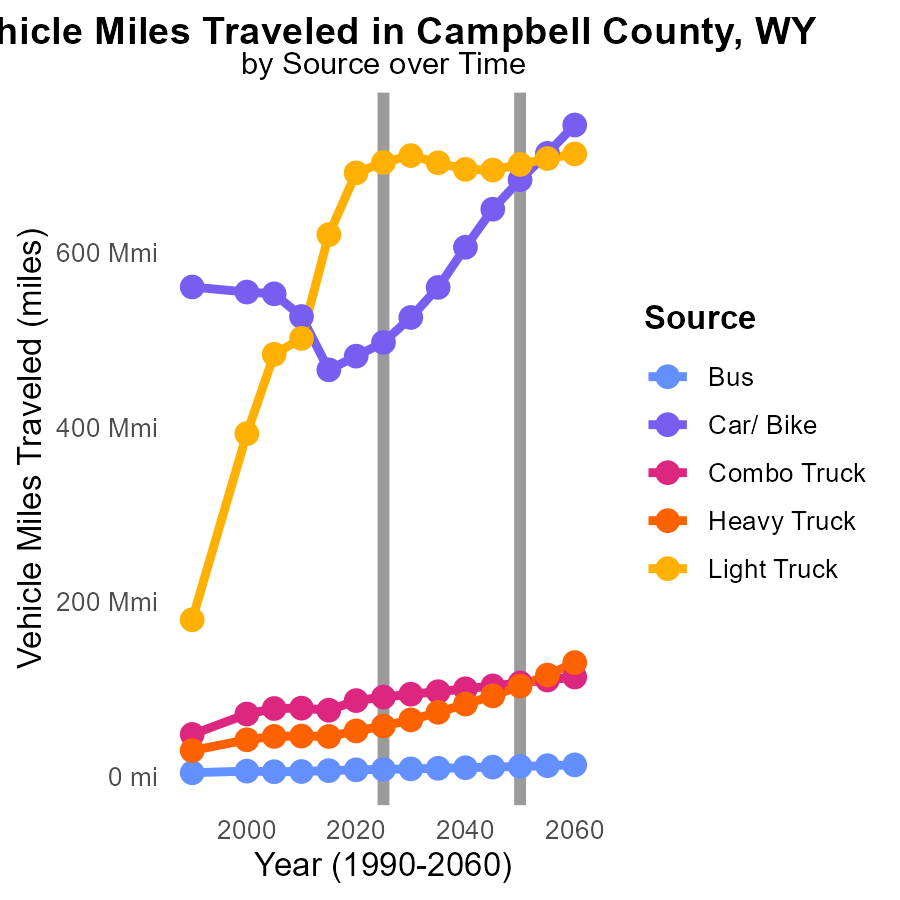 hicle Miles Traveled in Campbell County, WY
by Source over Time
Vehicle Miles Traveled (miles)
600 Mmi
400 Mmi
200 Mmi
0 mi
2000 2020 2040 2060
Year (1990-2060)
Source
Bus
Car/ Bike
Combo Truck
Heavy Truck
Light Truck